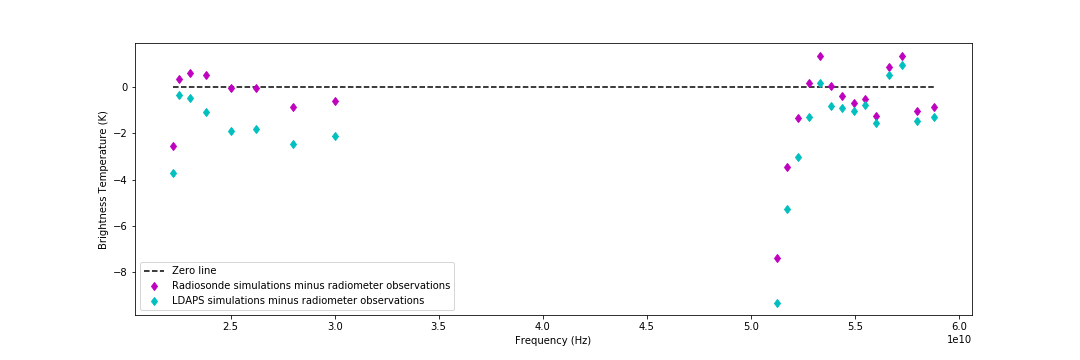 0
−2
−4
−6
−8
Brightness Temperature (K)
Zero line
Radiosonde simulations minus radiometer observations
LDAPS simulations minus radiometer observations
2.5
3.0
3.5
4.0
4.5
5.0
5.5
6.0
1e10
Frequency (Hz)